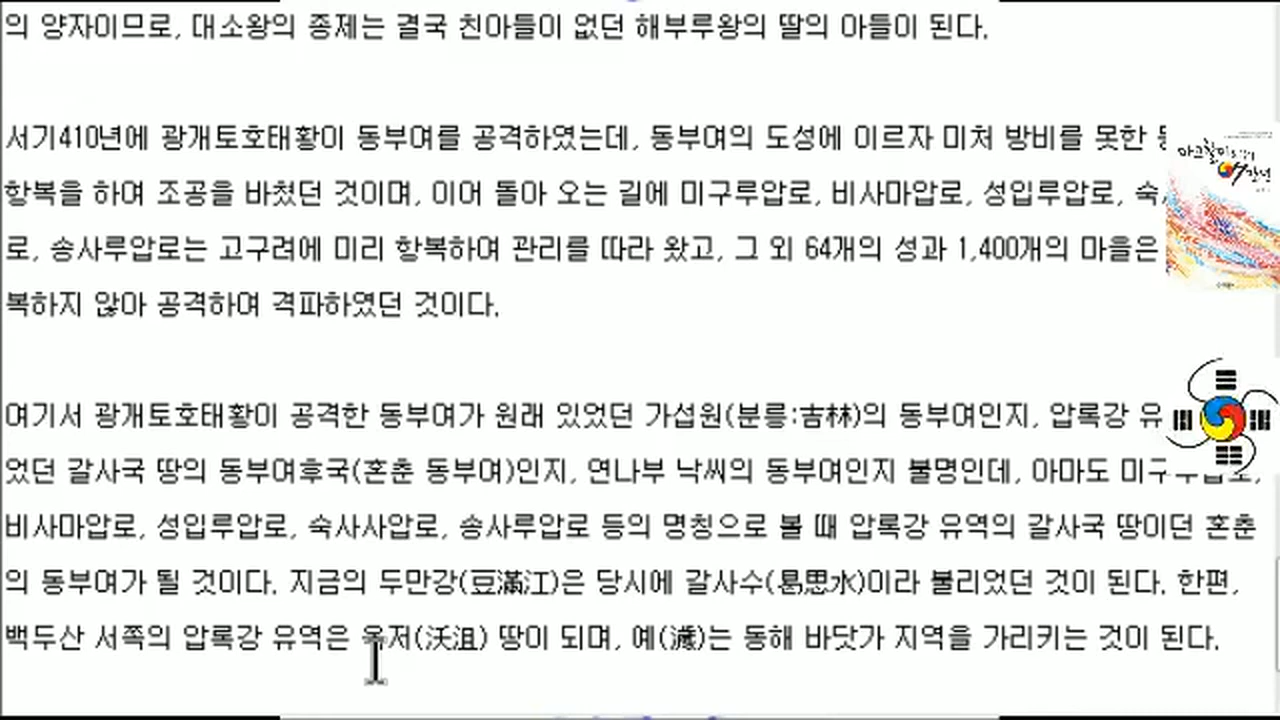 의 양자이므로, 대소왕의 종제는 결국 친아들이 없던 해부루왕의 딸의 아들이 된다.
서기410년에 광개토호태황이 동부여를 공격하였는데, 동부여의 도성에 이르자 미처 방비를 못한
항복을 하여 조공을 바쳤던 것이며, 이어 돌아 오는 길에 미구루압로, 비사마압로, 성입루압로, 숙
로, 송사루압로는 고구려에 미리 항복하여 관리를 따라 왔고, 그 외 64개의 성과 1,400개의 마을은
복하지 않아 공격하여 격파하였던 것이다.
여기서 광개토호태황이 공격한 동부여가 원래 있었던 가섭원(분릉:吉林)의 동부여인지, 압록강 유
었던 갈사국 땅의 동부여후국(혼춘 동부여)인지, 연나부 낙씨의 동부여인지 불명인데, 아마도 미구루압로,
비사마압로, 성입루압로, 숙사사압로, 송사루압로 등의 명칭으로 볼 때 압록강 유역의 갈사국 땅이던 혼춘
의 동부여가 될 것이다. 지금의 두만강(豆滿江)은 당시에 갈사수(曷思水)이라 불리었던 것이 된다. 한편,
백두산 서쪽의 압록강 유역은 옥저(沃沮) 땅이 되며, 예(濊)는 동해 바닷가 지역을 가리키는 것이 된다.